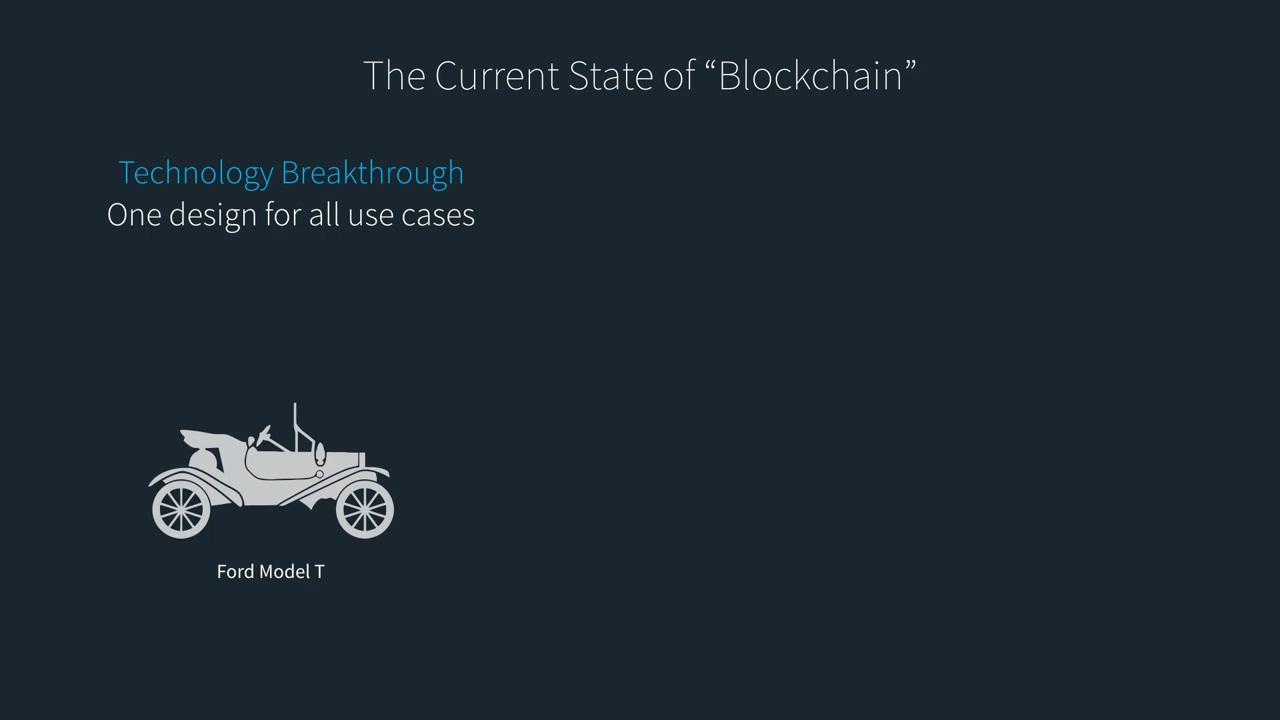 The Current State of “Blockchain”
Technology Breakthrough
One design for all use cases
Ford Model T